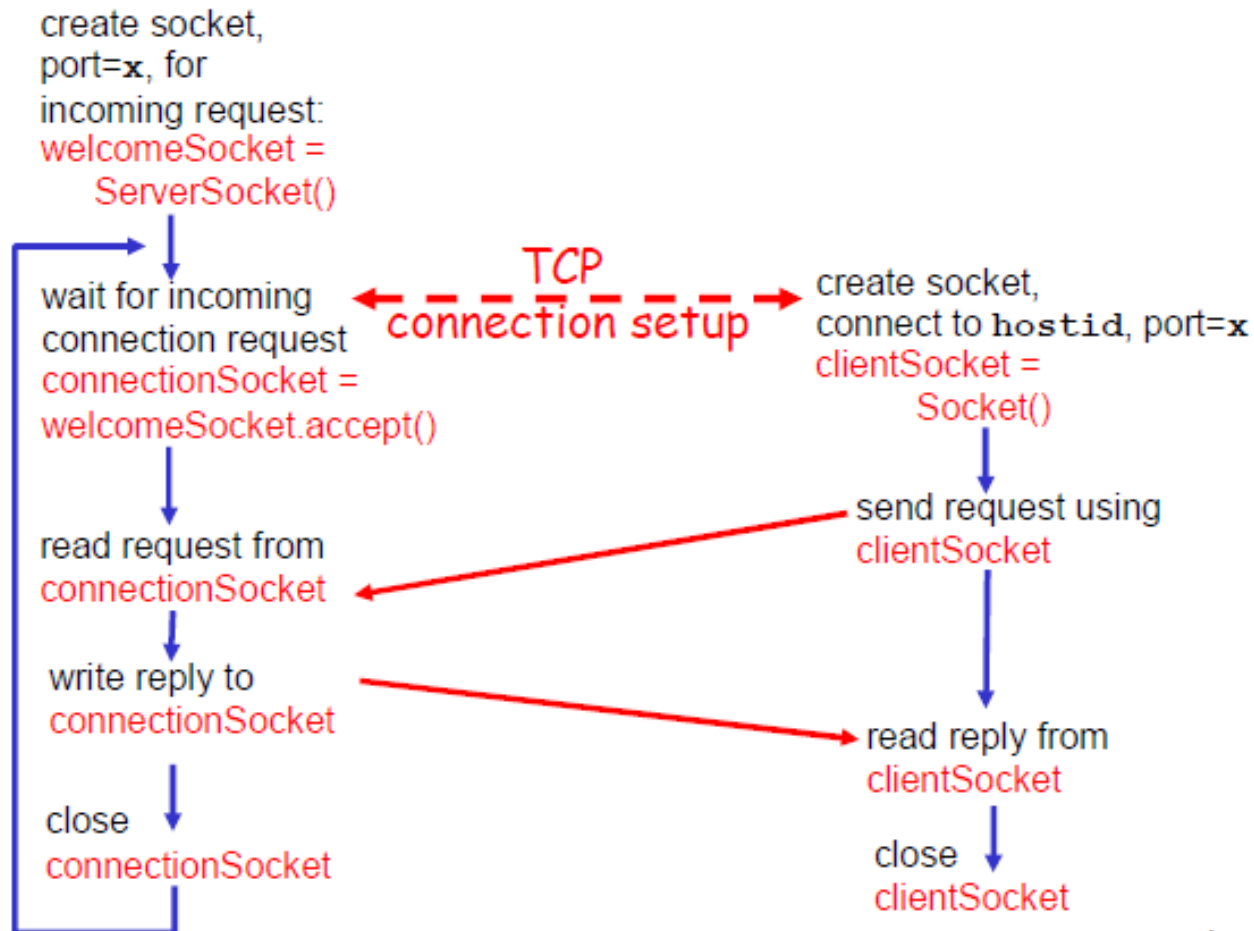 create socket,
port=x, for
incoming request:
welcomeSocket =
ServerSocket()
TCP
connection setup
wait for incoming
connection request
connectionSocket =
welcomeSocket.accept()
create socket,
connect to hostid, port=x
clientSocket =
Socket()
send request using
clientSocket
read request from
connectionSocket
write reply to
connectionSocket
read reply from
clientSocket
close
connectionSocket
close
clientSocket